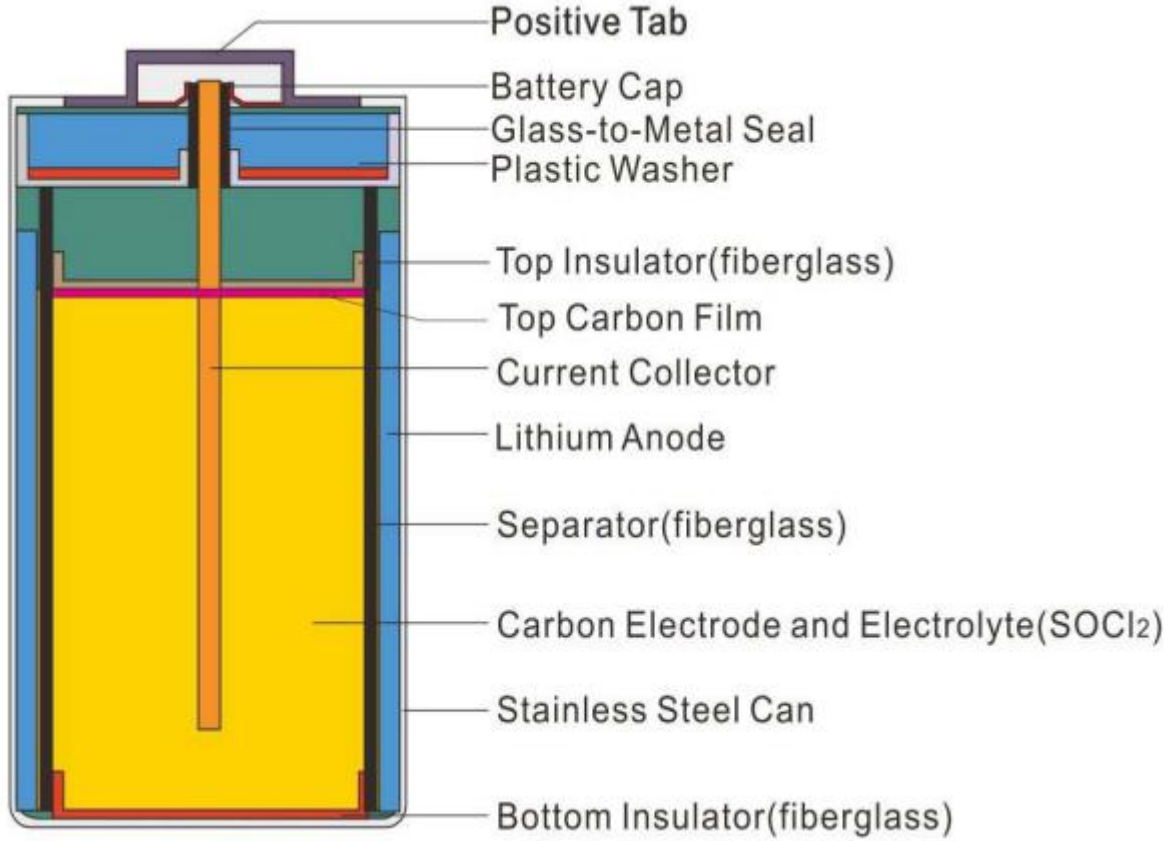 Positive Tab
Battery Cap
Glass-to-Metal Seal
Plastic Washer
Top Insulator(fiberglass)
Top Carbon Film
Current Collector
Lithium Anode
Separator(fiberglass)
Carbon Electrode and Electrolyte(SOCl₂)
Stainless Steel Can
Bottom Insulator(fiberglass)